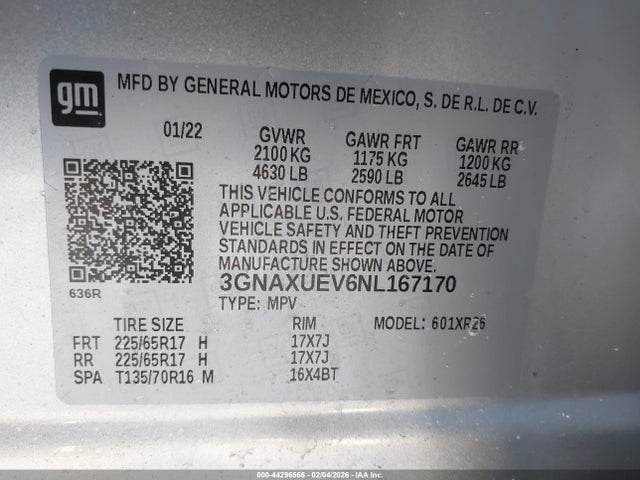 gm
MFD BY GENERAL MOTORS DE MEXICO, S. DE R.L. DE C.V.
01/22 GVWR GAWR FRT GAWR RR
2100 KG 1175 KG 1200 KG
4630 LB 2590 LB 2645 LB
THIS VEHICLE CONFORMS TO ALL
APPLICABLE U.S. FEDERAL MOTOR
VEHICLE SAFETY AND THEFT PREVENTION
STANDARDS IN EFFECT ON THE DATE
OF MANUFACTURE SHOWN ABOVE.
3GNAXUEV6NL167170
636R
TYPE: MPV
TIRE SIZE RIM MODEL: 601XR26
FRT 225/65R17 H 17X7J
RR 225/65R17 H 17X7J
SPA T135/70R16 M 16X4BT
000-44296566 - 02/04/2026 - IAAI.COM